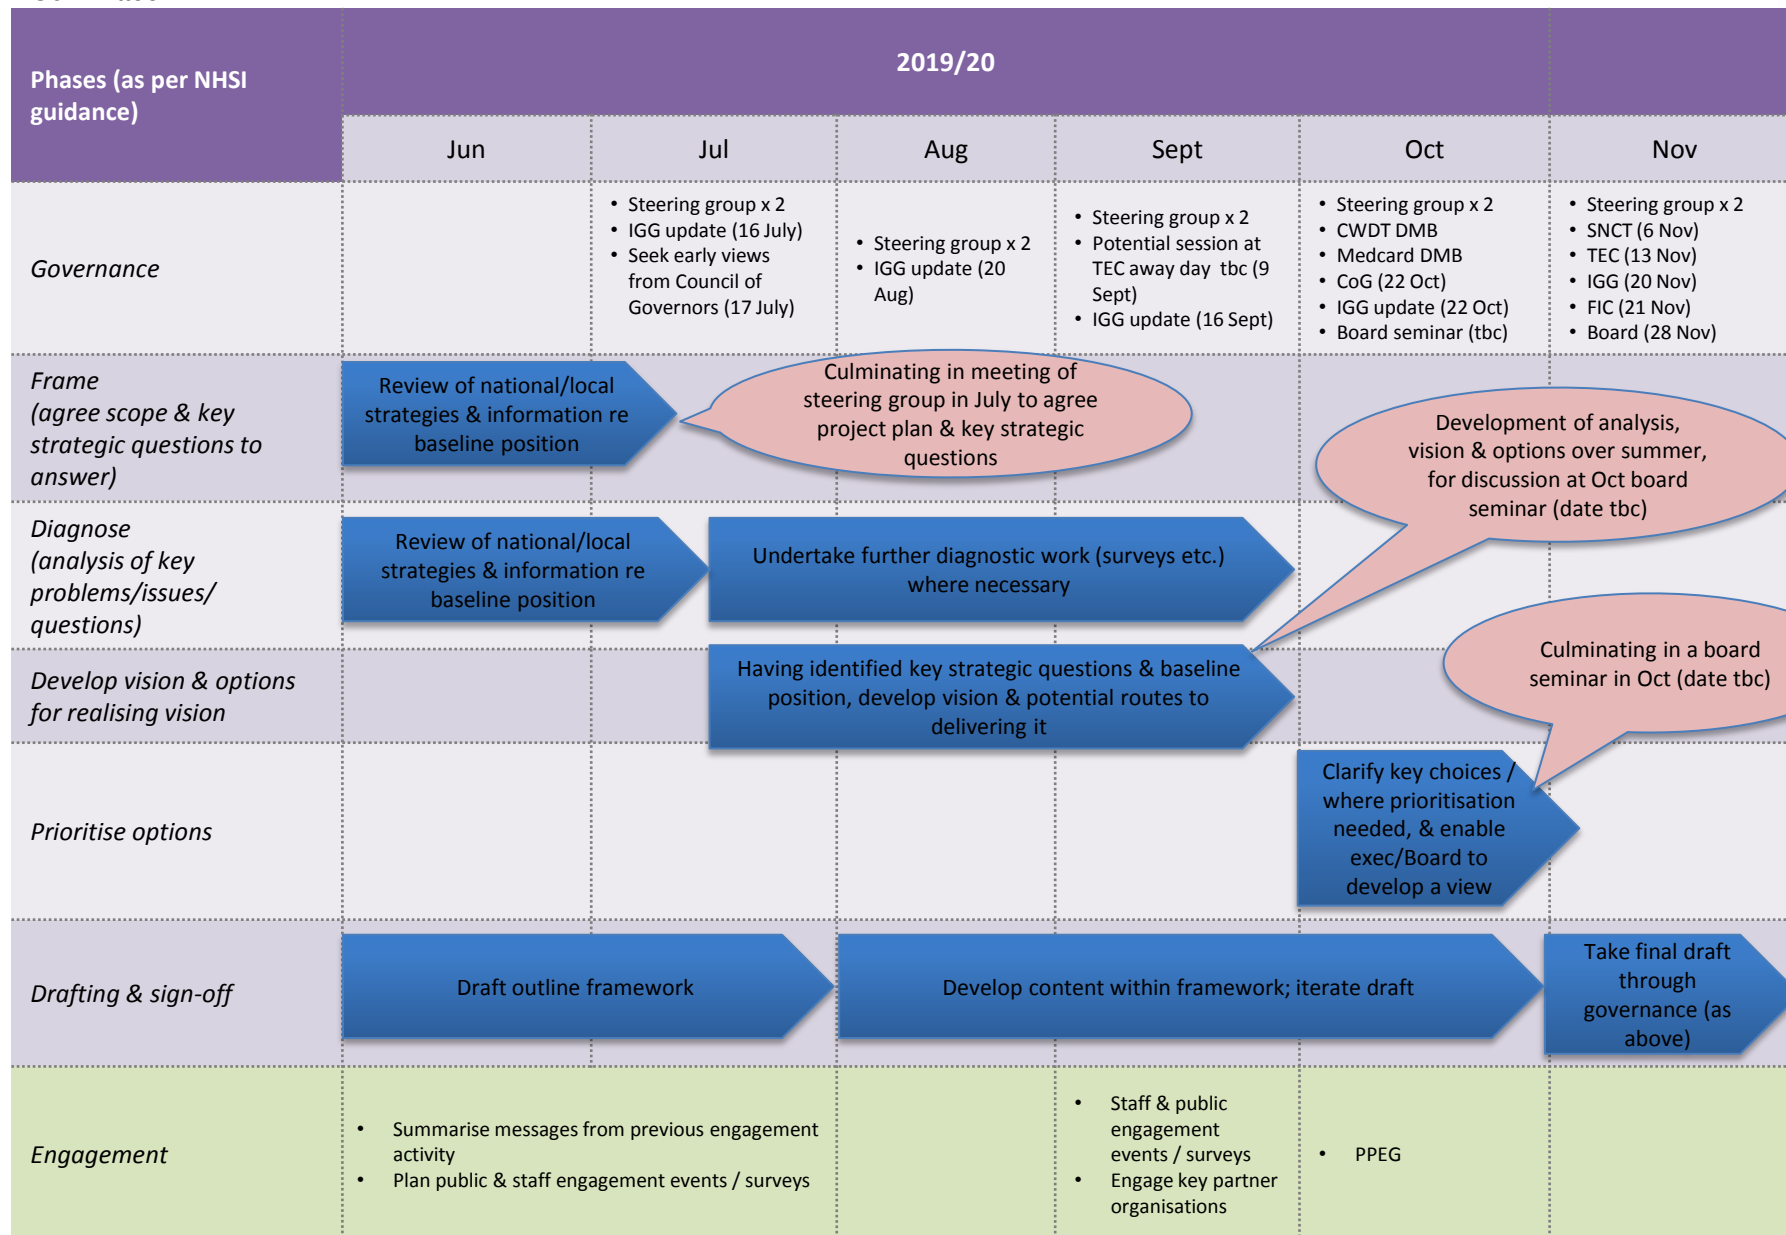 Phases (as per NHSI
guidance)
2019/20
Jun
Jul
Aug
Sept
Oct
Nov
Governance
• Steering group x 2
• IGG update (16 July)
• Seek early views
from Council of
Governors (17 July)
• Steering group x 2
• IGG update (20
Aug)
• Steering group x 2
• Potential session at
TEC away day tbc (9
Sept)
• IGG update (16 Sept)
• Steering group x 2
• CWDT DMB
• Medcard DMB
• CoG (22 Oct)
• IGG update (22 Oct)
• Board seminar (tbc)
• Steering group x 2
• SNCT (6 Nov)
• TEC (13 Nov)
• IGG (20 Nov)
• FIC (21 Nov)
• Board (28 Nov)
Frame
(agree scope & key
strategic questions to
answer)
Review of national/local
strategies & information re
baseline position
Culminating in meeting of
steering group in July to agree
project plan & key strategic
questions
Development of analysis,
vision & options over summer,
for discussion at Oct board
seminar (date tbc)
Diagnose
(analysis of key
problems/issues/
questions)
Review of national/local
strategies & information re
baseline position
Undertake further diagnostic work (surveys etc.)
where necessary
Develop vision & options
for realising vision
Having identified key strategic questions & baseline
position, develop vision & potential routes to
delivering it
Culminating in a board
seminar in Oct (date tbc)
Prioritise options
Clarify key choices /
where prioritisation
needed, & enable
exec/Board to
develop a view
Drafting & sign-off
Draft outline framework
Develop content within framework; iterate draft
Take final draft
through
governance (as
above)
Engagement
• Summarise messages from previous engagement
activity
• Plan public & staff engagement events / surveys
• Staff & public
engagement
events / surveys
• Engage key partner
organisations
• PPEG